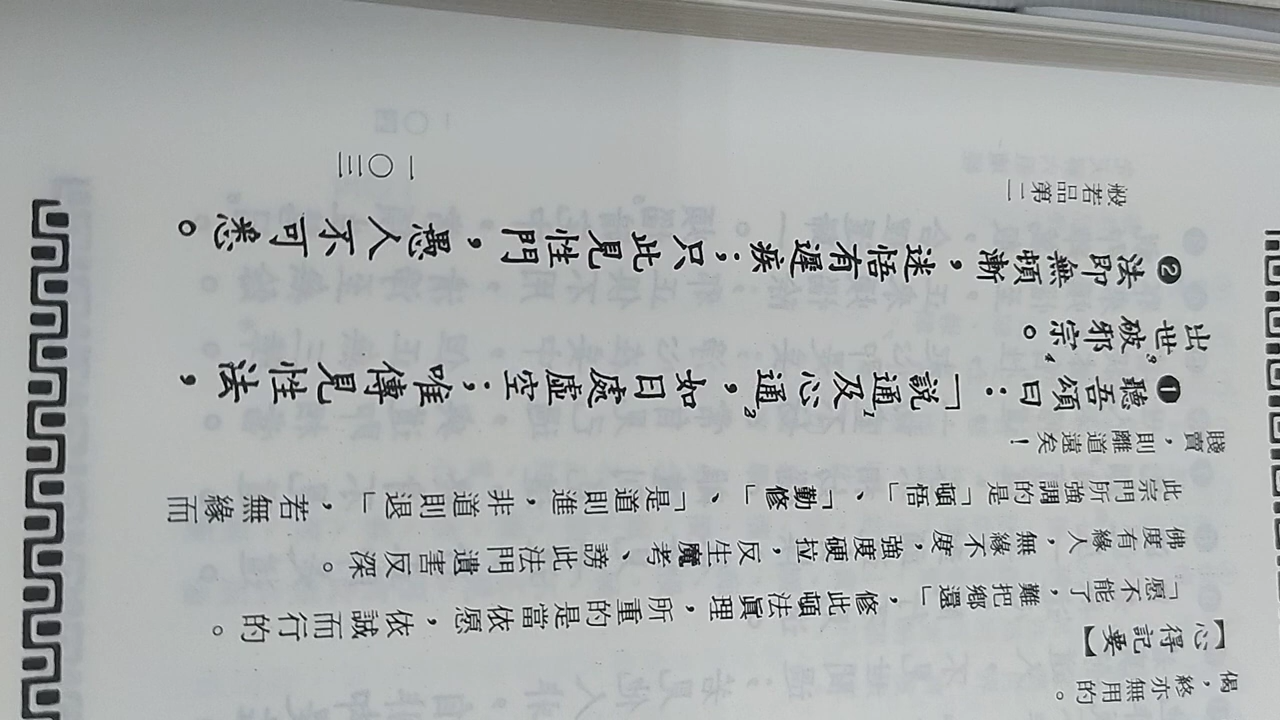 偈，終亦無用的。
【心得記要】
「愿不能了，難把鄉還」，修此頓法真理，所重的是當依愿，依誠而行的。
佛度有緣人，無緣不度，強度硬拉，反生魔考、謗此法門遺害反深。
此宗門所強調的是「頓悟」、「勤修」、「是道則進，非道則退」，若無緣而
賤賣，則離道遠矣！
❶聽吾頌曰：「說通1及心通2，如日處虛空；唯傳見性法，
出世3破邪4宗。
❷法即無頓漸，迷悟有遲疾；只此見性門，愚人不可悉。
般若品第二
一〇三